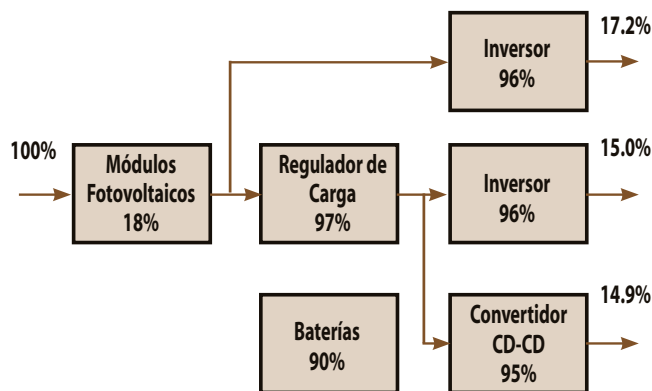 17.2%
Inversor
96%
100%
Módulos
Fotovoltaicos
18%
Regulador de
Carga
97%
Inversor
96%
15.0%
Baterías
90%
Convertidor
CD-CD
95%
14.9%